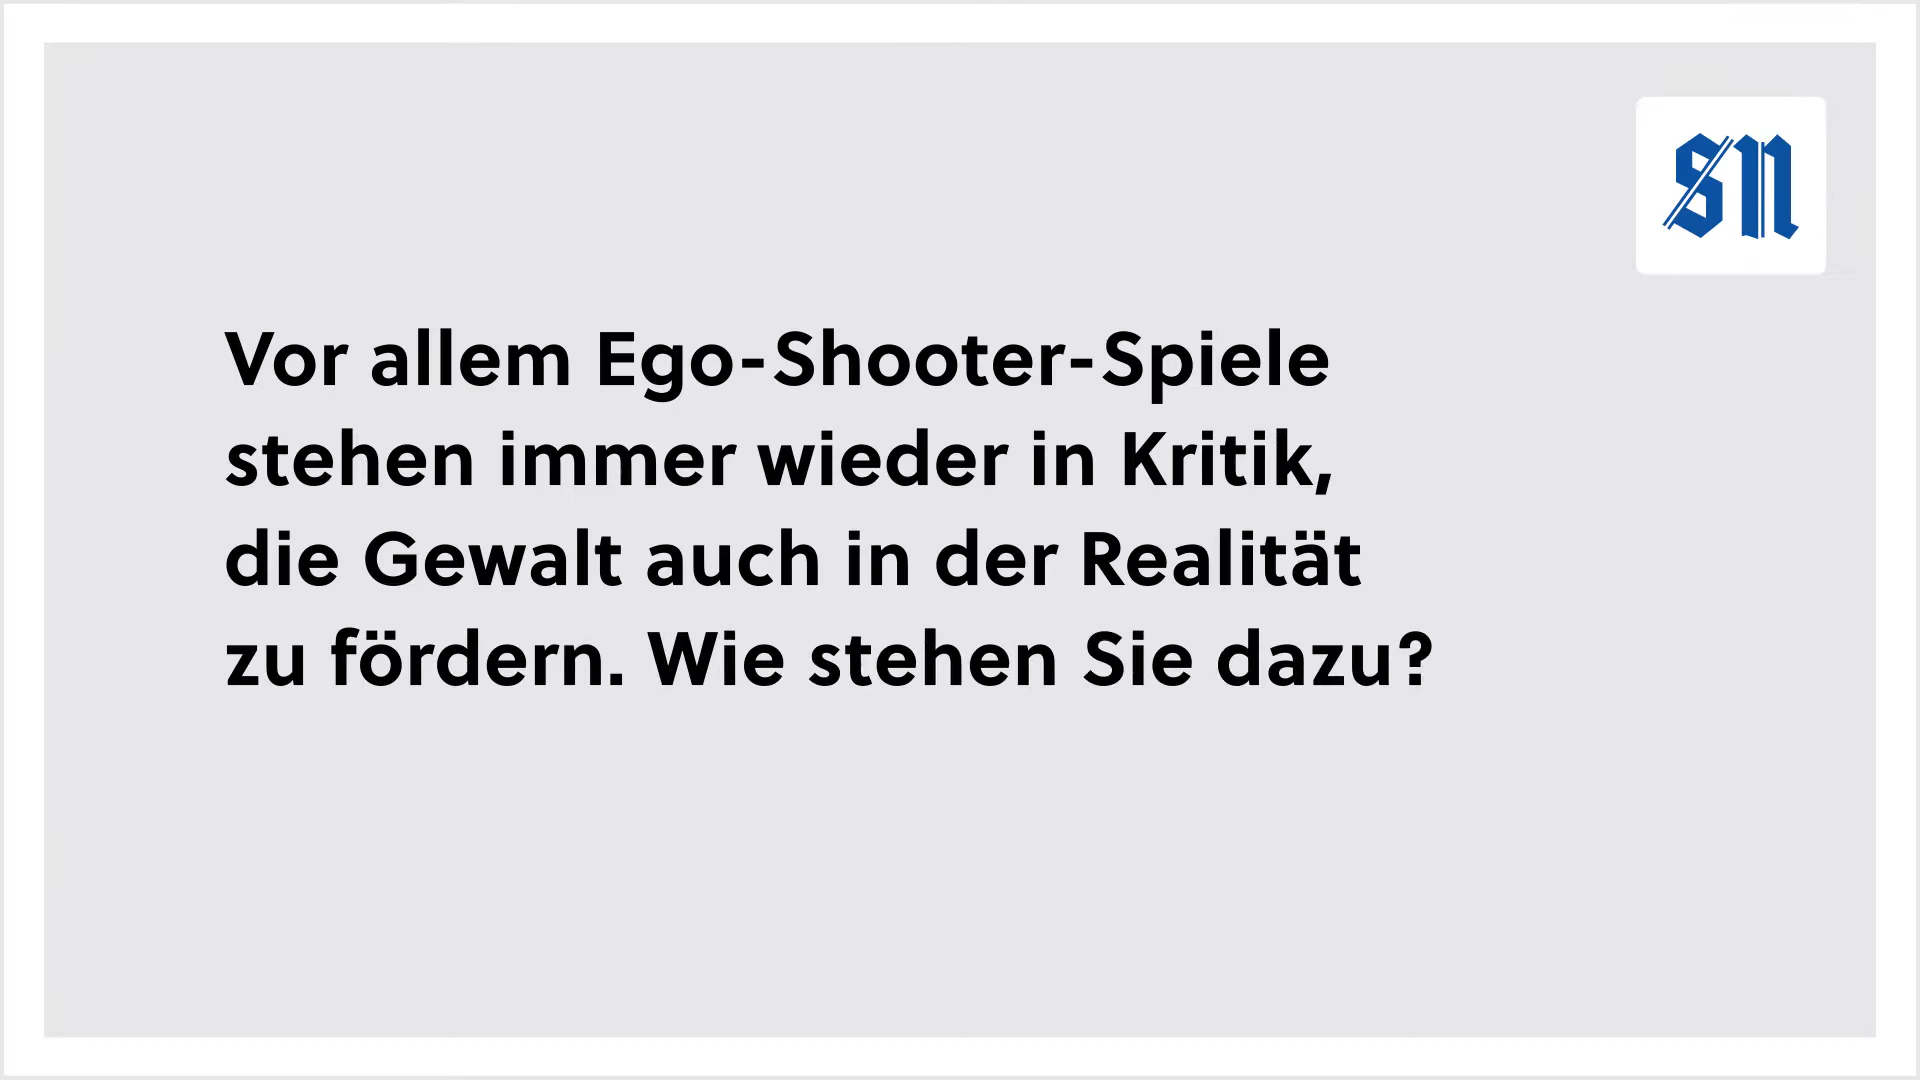 SN
Vor allem Ego-Shooter-Spiele
stehen immer wieder in Kritik,
die Gewalt auch in der Realität
zu fördern. Wie stehen Sie dazu?